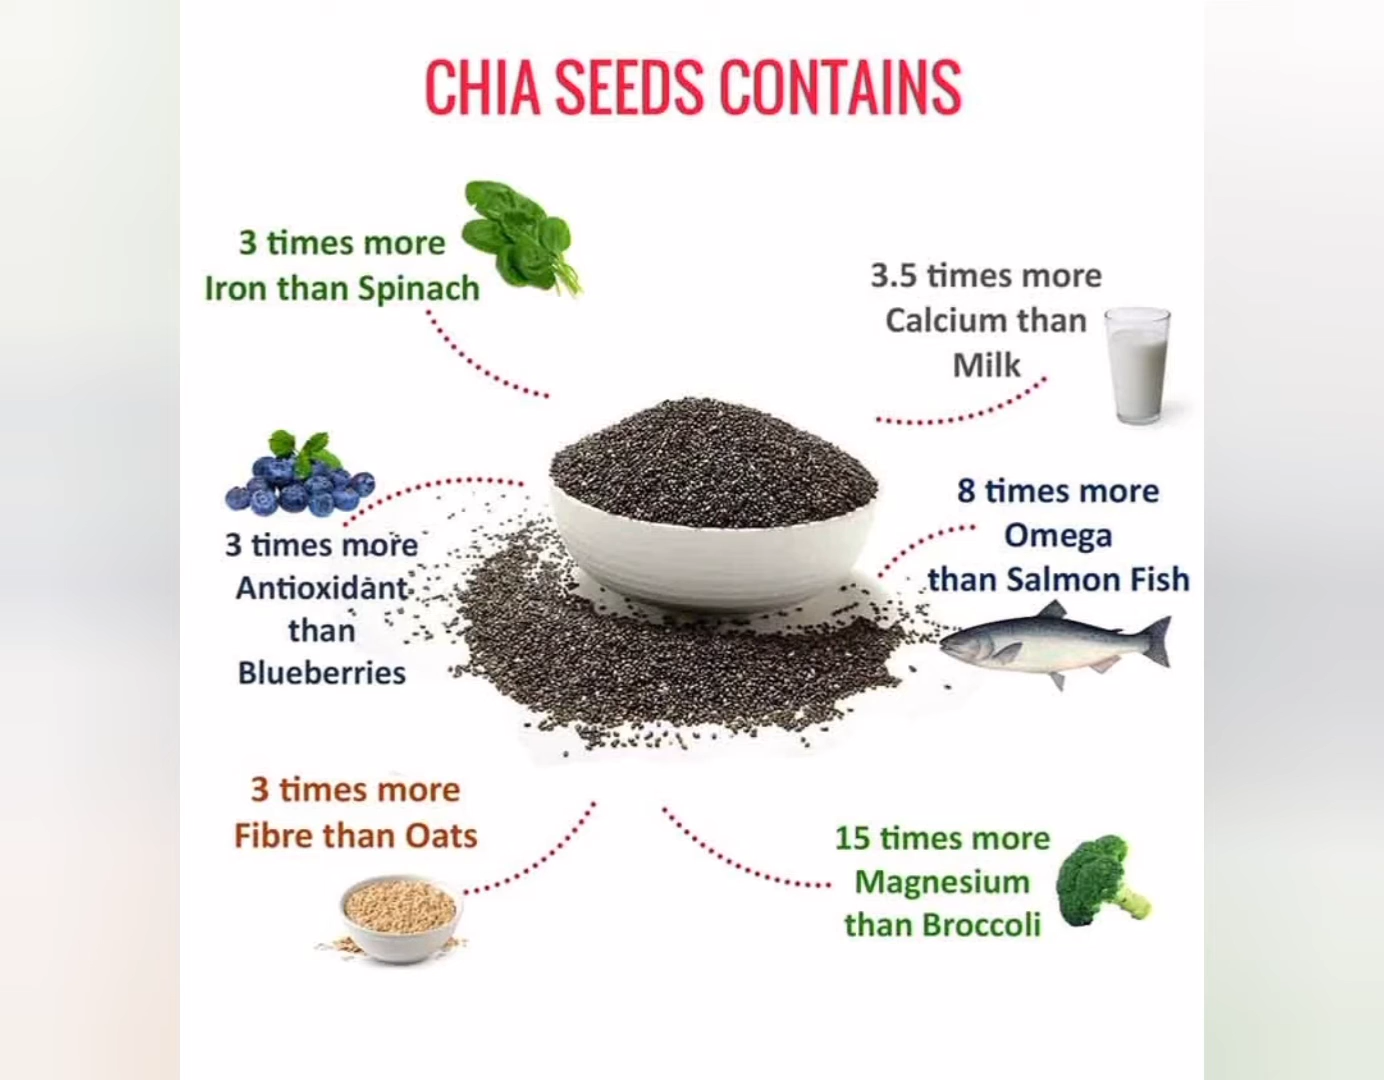 CHIA SEEDS CONTAINS
3 times more
Iron than Spinach
3.5 times more
Calcium than
Milk
3 times more
Antioxidant
than
Blueberries
8 times more
Omega
than Salmon Fish
3 times more
Fibre than Oats
15 times more
Magnesium
than Broccoli